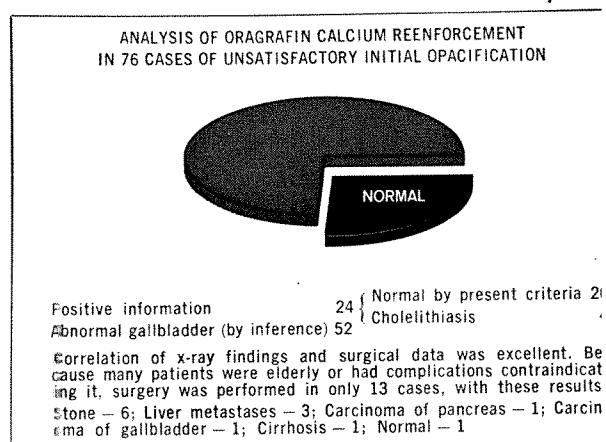 ANALYSIS OF ORAGRAFIN CALCIUM REENFORCEMENT
IN 76 CASES OF UNSATISFACTORY INITIAL OPACIFICATION
NORMAL
Positive information 24 { Normal by present criteria
Cholelithiasis
Abnormal gallbladder (by inference) 52
Correlation of x-ray findings and surgical data was excellent. Be
cause many patients were elderly or had complications contraindicat
ing it, surgery was performed in only 13 cases, with these results
Stone – 6; Liver metastases – 3; Carcinoma of pancreas – 1; Carcin
oma of gallbladder – 1; Cirrhosis – 1; Normal – 1